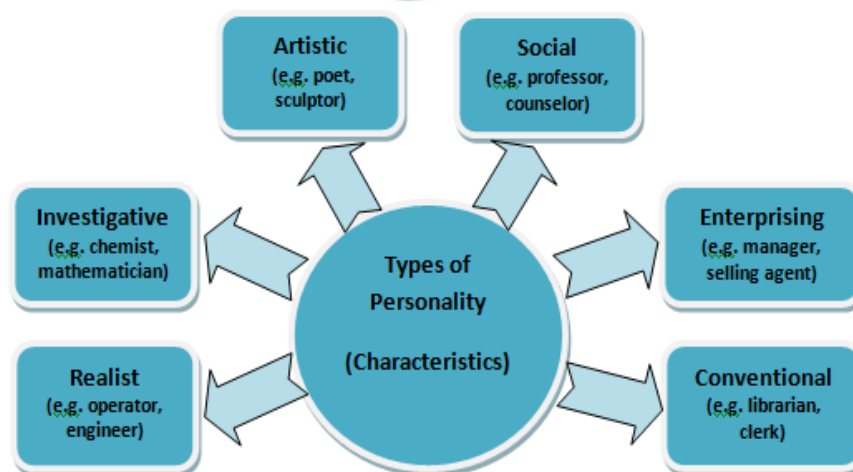 Artistic
(e.g. poet,
sculptor)
Social
(e.g. professor,
counselor)
Investigative
(e.g. chemist,
mathematician)
Enterprising
(e.g. manager,
selling agent)
Types of
Personality
(Characteristics)
Realist
(e.g. operator,
engineer)
Conventional
(e.g. librarian,
clerk)